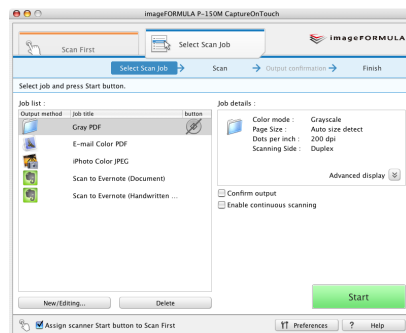 imageFORMULA P-150M CaptureOnTouch
Scan First
Select Scan Job
imageFORMULA
Select Scan Job
Scan
Output confirmation
Finish
Select job and press Start button.
Job list :
Output method Job title button
Gray PDF
E-mail Color PDF
iPhoto Color JPEG
Scan to Evernote (Document)
Scan to Evernote (Handwritten ...
New/Editing...
Delete
Job details :
Color mode : Grayscale
Page Size : Auto size detect
Dots per inch : 200 dpi
Scanning Side : Duplex
Advanced display
Confirm output
Enable continuous scanning
Start
Assign scanner Start button to Scan First
Preferences
? Help